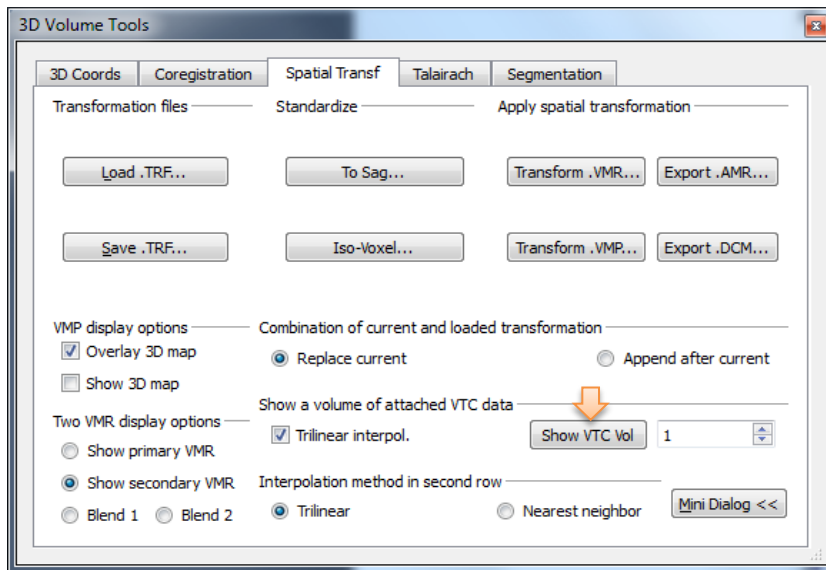 3D Volume Tools
3D Coords Coregistration Spatial Transf Talairach Segmentation
Transformation files Standardize Apply spatial transformation
Load .TRF... To Sag... Transform .VMR... Export .AMR...
Save .TRF... Iso-Voxel... Transform .VMP... Export .DCM...
VMP display options Combination of current and loaded transformation
Overlay 3D map Replace current Append after current
Show 3D map
Show a volume of attached VTC data
Two VMR display options
Trilinear interpol. Show VTC Vol 1
Show primary VMR
Show secondary VMR Interpolation method in second row
Blend 1 Blend 2 Trilinear Nearest neighbor Mini Dialog <<